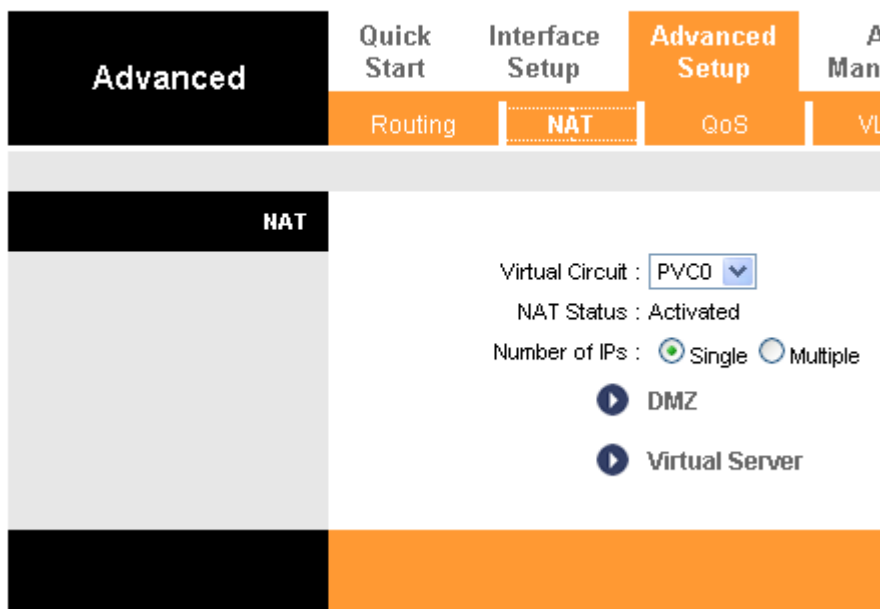 Advanced
Quick Start
Interface Setup
Advanced Setup
Routing
NAT
QoS
NAT
Virtual Circuit : PVC0
NAT Status : Activated
Number of IPs : Single Multiple
DMZ
Virtual Server